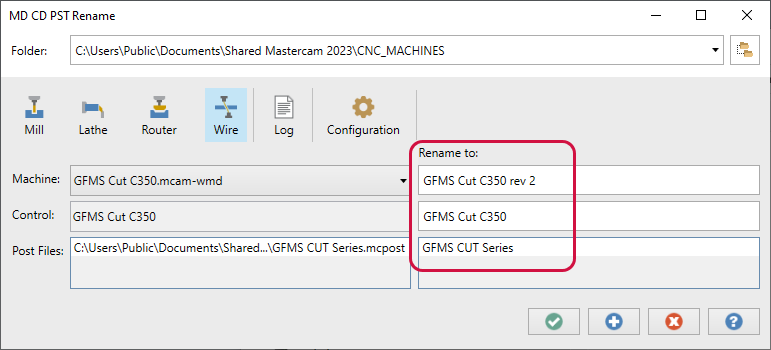 MD CD PST Rename
Folder: C:\Users\Public\Documents\Shared Mastercam 2023\CNC_MACHINES
Mill Lathe Router Wire Log Configuration
Rename to:
Machine: GFMS Cut C350.mcam-wmd GFMS Cut C350 rev 2
Control: GFMS Cut C350 GFMS Cut C350
Post Files: C:\Users\Public\Documents\Shared...\GFMS CUT Series.mcpost GFMS CUT Series
?